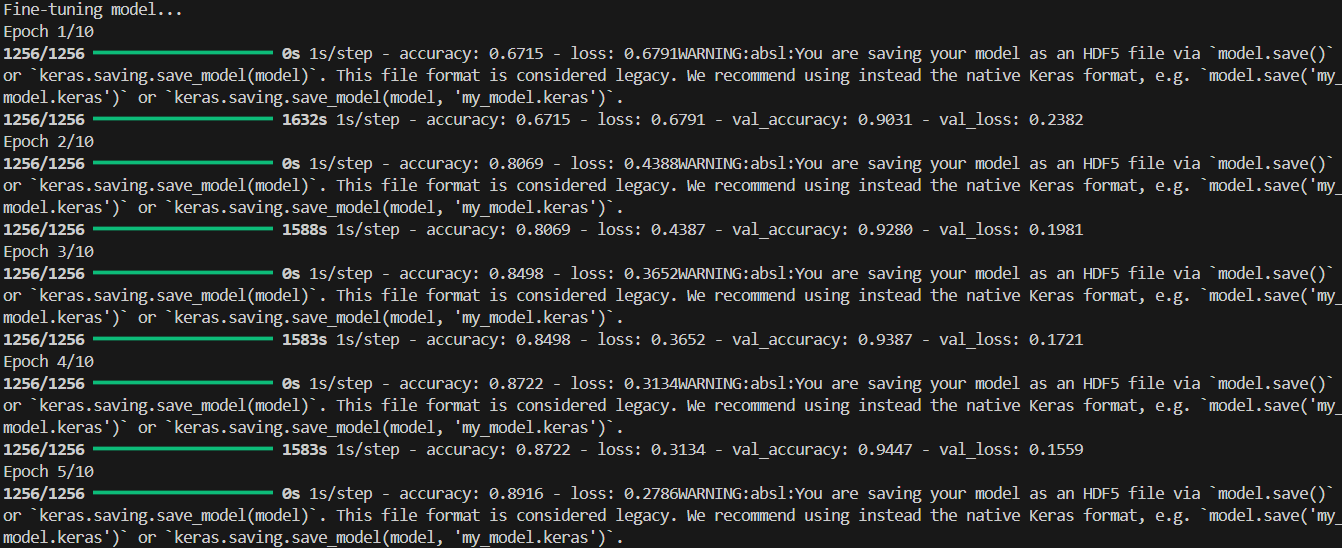 Fine-tuning model...
Epoch 1/10
1256/1256 ━━━━━━━━━━━━━━━━━━━━ 0s 1s/step - accuracy: 0.6715 - loss: 0.6791WARNING:absl:You are saving your model as an HDF5 file via `model.save()`
or `keras.saving.save_model(model)`. This file format is considered legacy. We recommend using instead the native Keras format, e.g. `model.save('my_
model.keras')` or `keras.saving.save_model(model, 'my_model.keras')`.
1256/1256 ━━━━━━━━━━━━━━━━━━━━ 1632s 1s/step - accuracy: 0.6715 - loss: 0.6791 - val_accuracy: 0.9031 - val_loss: 0.2382
Epoch 2/10
1256/1256 ━━━━━━━━━━━━━━━━━━━━ 0s 1s/step - accuracy: 0.8069 - loss: 0.4388WARNING:absl:You are saving your model as an HDF5 file via `model.save()`
or `keras.saving.save_model(model)`. This file format is considered legacy. We recommend using instead the native Keras format, e.g. `model.save('my_
model.keras')` or `keras.saving.save_model(model, 'my_model.keras')`.
1256/1256 ━━━━━━━━━━━━━━━━━━━━ 1588s 1s/step - accuracy: 0.8069 - loss: 0.4387 - val_accuracy: 0.9280 - val_loss: 0.1981
Epoch 3/10
1256/1256 ━━━━━━━━━━━━━━━━━━━━ 0s 1s/step - accuracy: 0.8498 - loss: 0.3652WARNING:absl:You are saving your model as an HDF5 file via `model.save()`
or `keras.saving.save_model(model)`. This file format is considered legacy. We recommend using instead the native Keras format, e.g. `model.save('my_
model.keras')` or `keras.saving.save_model(model, 'my_model.keras')`.
1256/1256 ━━━━━━━━━━━━━━━━━━━━ 1583s 1s/step - accuracy: 0.8498 - loss: 0.3652 - val_accuracy: 0.9387 - val_loss: 0.1721
Epoch 4/10
1256/1256 ━━━━━━━━━━━━━━━━━━━━ 0s 1s/step - accuracy: 0.8722 - loss: 0.3134WARNING:absl:You are saving your model as an HDF5 file via `model.save()`
or `keras.saving.save_model(model)`. This file format is considered legacy. We recommend using instead the native Keras format, e.g. `model.save('my_
model.keras')` or `keras.saving.save_model(model, 'my_model.keras')`.
1256/1256 ━━━━━━━━━━━━━━━━━━━━ 1583s 1s/step - accuracy: 0.8722 - loss: 0.3134 - val_accuracy: 0.9447 - val_loss: 0.1559
Epoch 5/10
1256/1256 ━━━━━━━━━━━━━━━━━━━━ 0s 1s/step - accuracy: 0.8916 - loss: 0.2786WARNING:absl:You are saving your model as an HDF5 file via `model.save()`
or `keras.saving.save_model(model)`. This file format is considered legacy. We recommend using instead the native Keras format, e.g. `model.save('my_
model.keras')` or `keras.saving.save_model(model, 'my_model.keras')`.